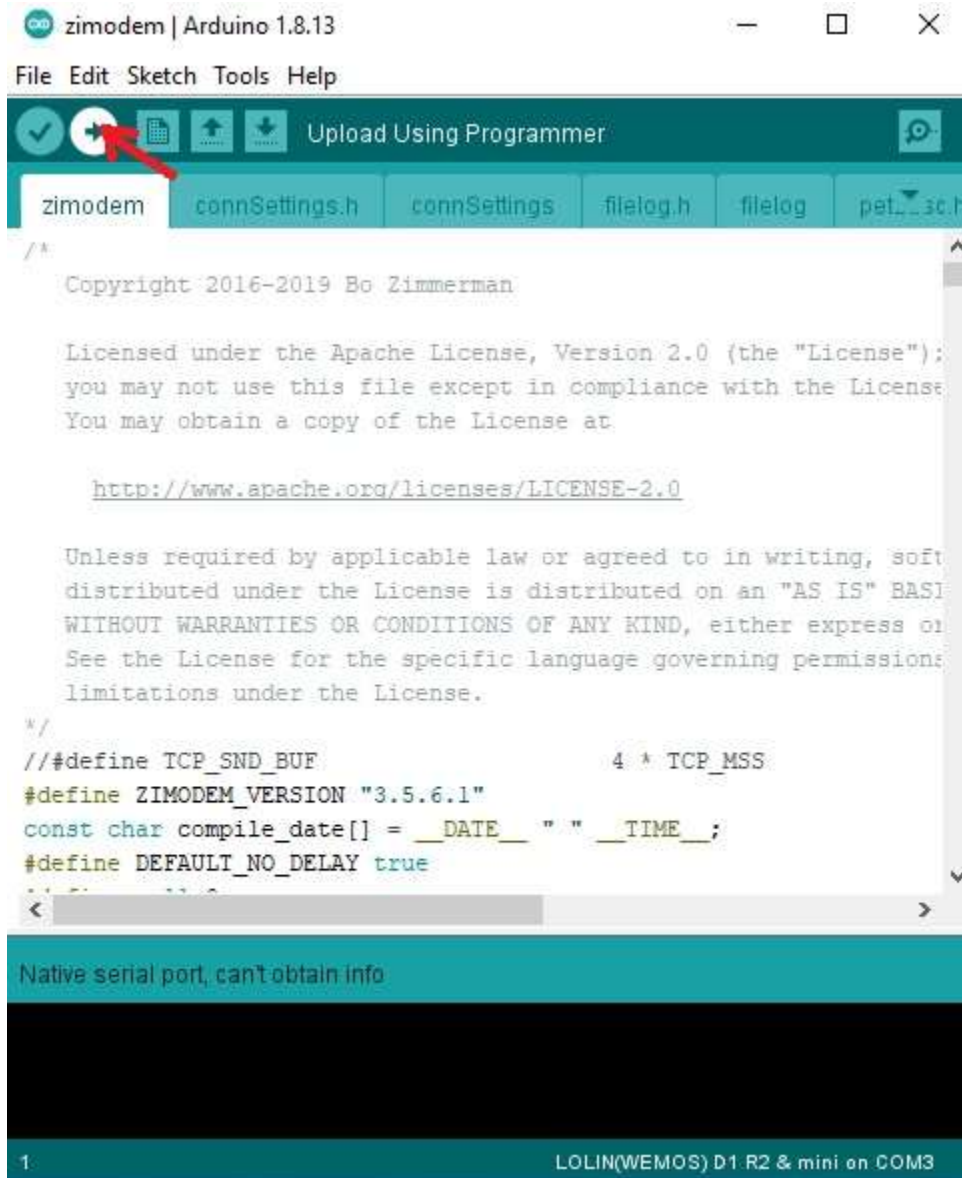 zimodem | Arduino 1.8.13
File Edit Sketch Tools Help
Upload Using Programmer
zimodem connSettings.h connSettings filelog.h filelog
/*
Copyright 2016-2019 Bo Zimmerman
Licensed under the Apache License, Version 2.0 (the "License");
you may not use this file except in compliance with the License
You may obtain a copy of the License at
http://www.apache.org/licenses/LICENSE-2.0
Unless required by applicable law or agreed to in writing, soft
distributed under the License is distributed on an "AS IS" BASI
WITHOUT WARRANTIES OR CONDITIONS OF ANY KIND, either express or
See the License for the specific language governing permissions
limitations under the License.
*/
//#define TCP_SND_BUF 4 * TCP_MSS
#define ZIMODEM_VERSION "3.5.6.1"
const char compile_date[] = __DATE__ " " __TIME__;
#define DEFAULT_NO_DELAY true
Native serial port, can't obtain info
1 LOLIN(WEMOS) D1 R2 & mini on COM3